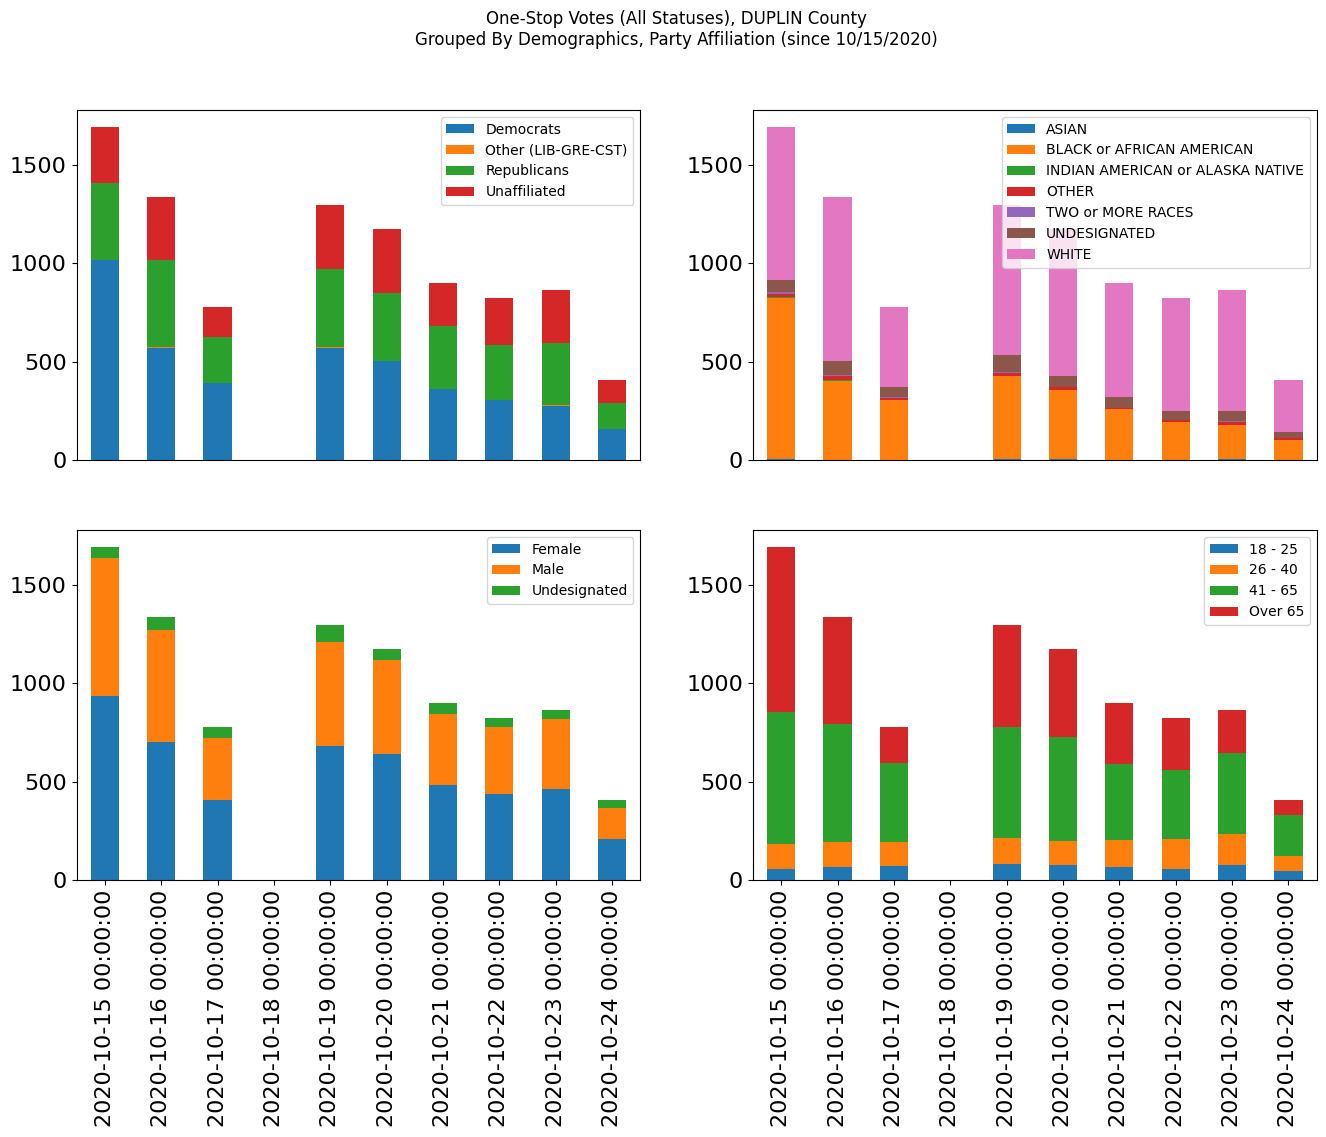 One-Stop Votes (All Statuses), DUPLIN County
Grouped By Demographics, Party Affiliation (since 10/15/2020)
1500
1000
500
0
Democrats
Other (LIB-GRE-CST)
Republicans
Unaffiliated
1500
1000
500
0
ASIAN
BLACK or AFRICAN AMERICAN
INDIAN AMERICAN or ALASKA NATIVE
OTHER
TWO or MORE RACES
UNDESIGNATED
WHITE
1500
1000
500
0
Female
Male
Undesignated
2020-10-15 00:00:00
2020-10-16 00:00:00
2020-10-17 00:00:00
2020-10-18 00:00:00
2020-10-19 00:00:00
2020-10-20 00:00:00
2020-10-21 00:00:00
2020-10-22 00:00:00
2020-10-23 00:00:00
2020-10-24 00:00:00
1500
1000
500
0
18 - 25
26 - 40
41 - 65
Over 65
2020-10-15 00:00:00
2020-10-16 00:00:00
2020-10-17 00:00:00
2020-10-18 00:00:00
2020-10-19 00:00:00
2020-10-20 00:00:00
2020-10-21 00:00:00
2020-10-22 00:00:00
2020-10-23 00:00:00
2020-10-24 00:00:00